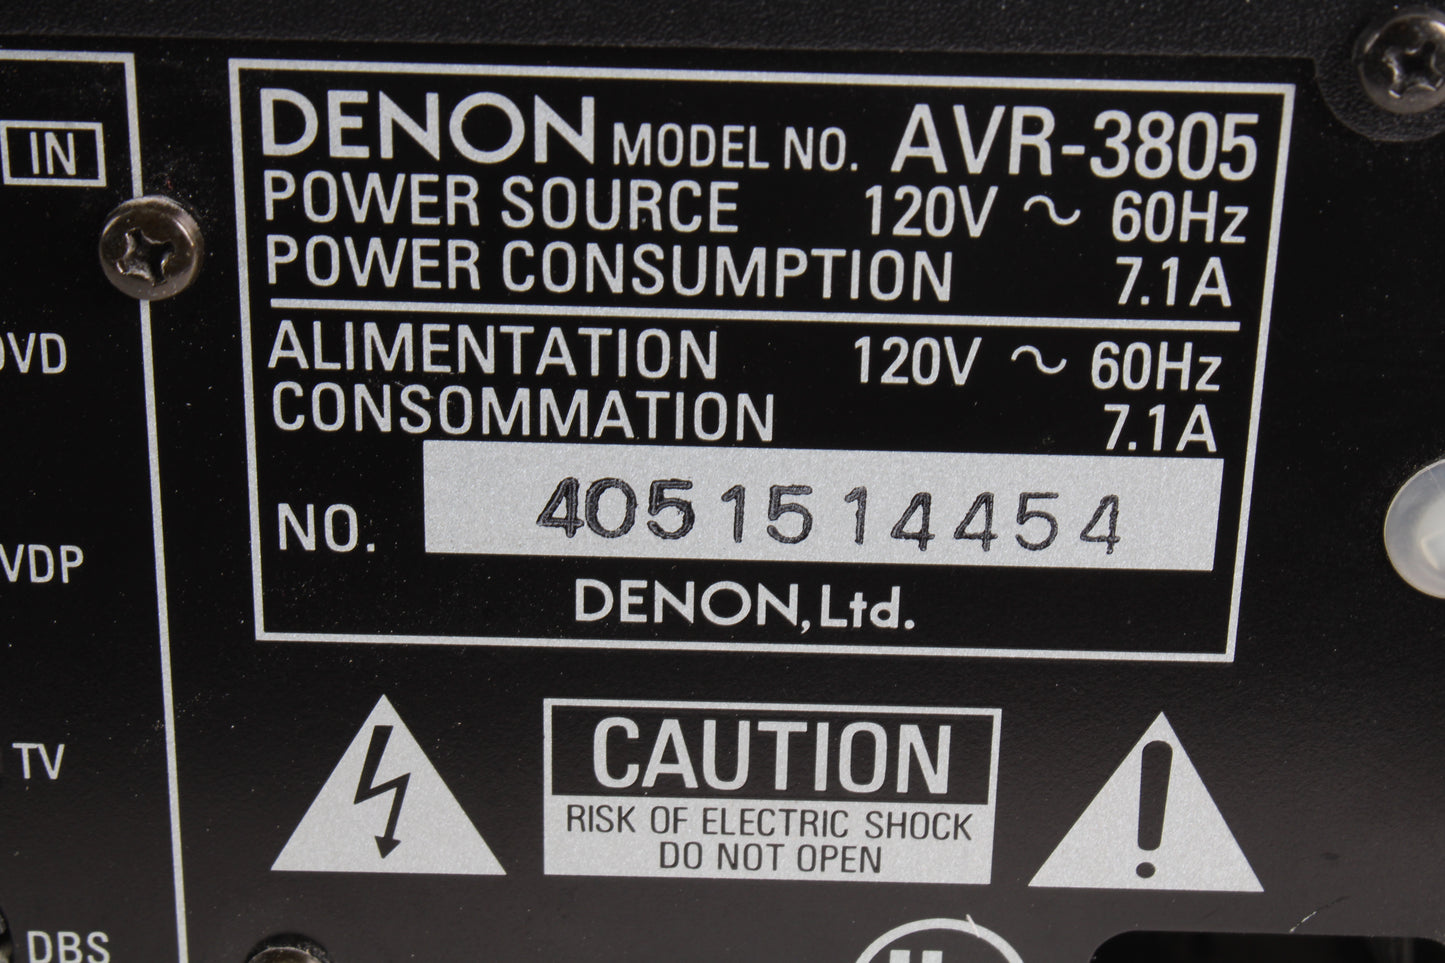 IN
DVD
VDP
TV
DBS
DENON MODEL NO. AVR-3805
POWER SOURCE 120V ~ 60Hz
POWER CONSUMPTION 7.1A
ALIMENTATION 120V ~ 60Hz
CONSOMMATION 7.1A
NO. 4051514454
DENON, Ltd.
CAUTION
RISK OF ELECTRIC SHOCK
DO NOT OPEN